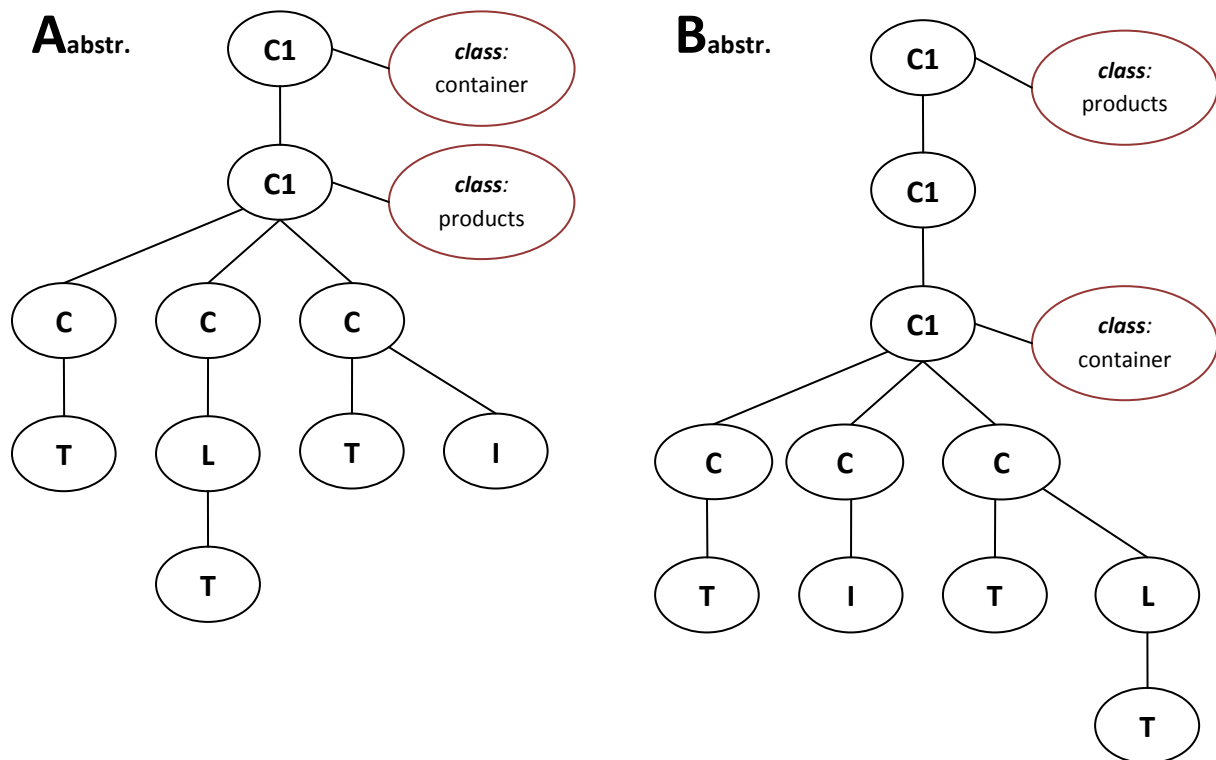 Aabstr.
C1
class:
container
C1
class:
products
C
C
C
T
L
T
I
T
Babstr.
C1
class:
products
C1
C1
class:
container
C
C
C
T
I
T
L
T